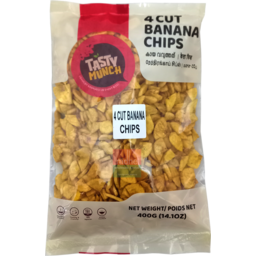 4 CUT BANANA
CHIPS
TASTY
MUNCH
4 CUT BANANA
CHIPS
NET WEIGHT/ POIDS NET
400G (14.1OZ)